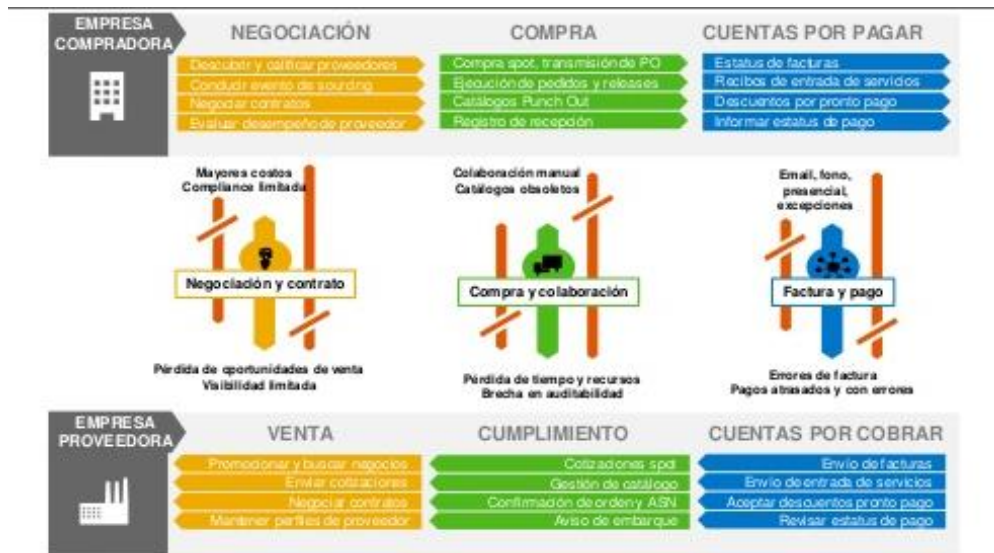 EMPRESA
COMPRADORA
NEGOCIACIÓN
COMPRA
CUENTAS POR PAGAR
Descubrir y calificar proveedores
Conducir evento de sourcing
Negociar contratos
Evaluar desempeño de proveedor
Compra spot, transmisión de PO
Ejecución de pedidos y releases
Catálogos Punch Out
Registro de recepción
Estatus de facturas
Recibos de entrada de servicios
Descuentos por pronto pago
Informar estatus de pago
Mayores costos
Compliance limitada
Colaboración manual
Catálogos obsoletos
Email, fono,
presencial,
excepciones
Negociación y contrato
Compra y colaboración
Factura y pago
Pérdida de oportunidades de venta
Visibilidad limitada
Pérdida de tiempo y recursos
Brecha en auditabilidad
Errores de factura
Pagos atrasados y con errores
EMPRESA
PROVEEDORA
VENTA
CUMPLIMIENTO
CUENTAS POR COBRAR
Promocionar y buscar negocios
Enviar cotizaciones
Negociar contratos
Mantener perfiles de proveedor
Cotizaciones spot
Gestión de catálogo
Confirmación de orden y ASN
Aviso de embarque
Envío de facturas
Envío de entrada de servicios
Aceptar descuentos pronto pago
Revisar estatus de pago